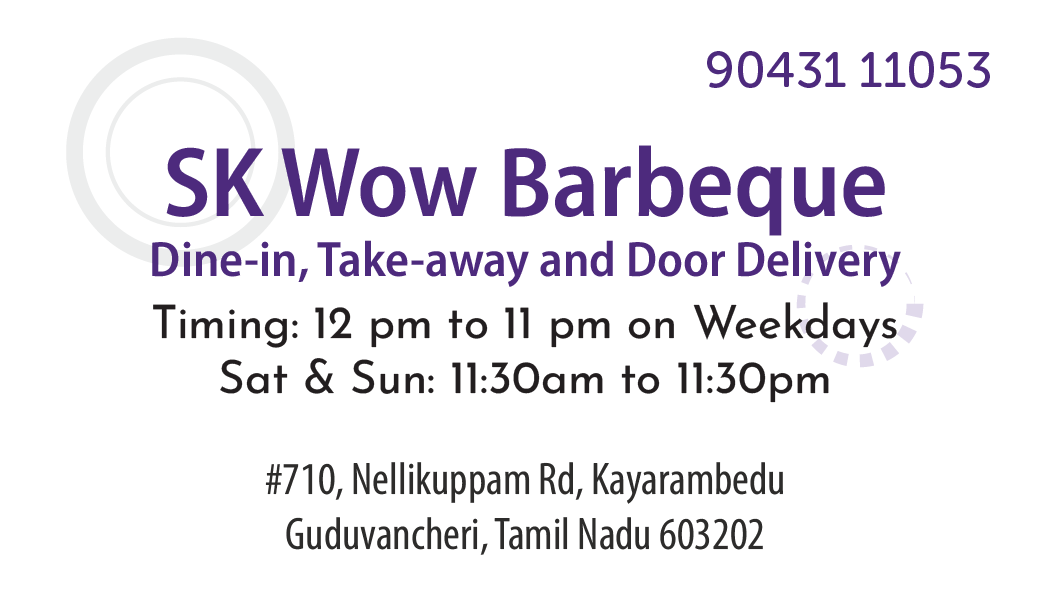 90431 11053
SK Wow Barbeque
Dine-in, Take-away and Door Delivery
Timing: 12 pm to 11 pm on Weekdays
Sat & Sun: 11:30am to 11:30pm
#710, Nellikuppam Rd, Kayarambedu
Guduvancheri, Tamil Nadu 603202